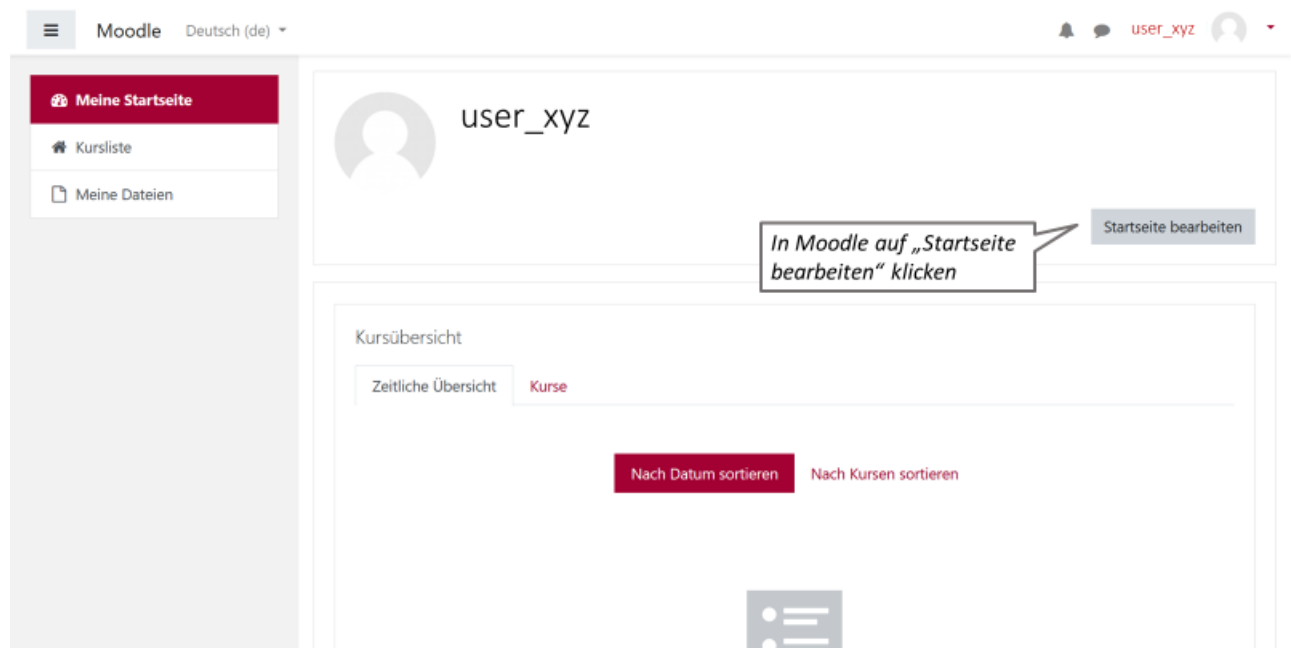 Moodle Deutsch (de) user_xyz
Meine Startseite
Kursliste
Meine Dateien
user_xyz
Startseite bearbeiten
In Moodle auf „Startseite
bearbeiten“ klicken
Kursübersicht
Zeitliche Übersicht Kurse
Nach Datum sortieren Nach Kursen sortieren